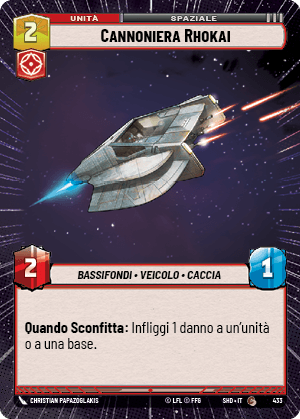 UNITÀ
SPAZIALE
2
CANNONIERA RHOKAI
2
BASSIFONDI • VEICOLO • CACCIA
1
Quando Sconfitta: Infliggi 1 danno a un'unità
o a una base.
CHRISTIAN PAPAZOGLAKIS
© LFL © FFG
SHD • IT
433